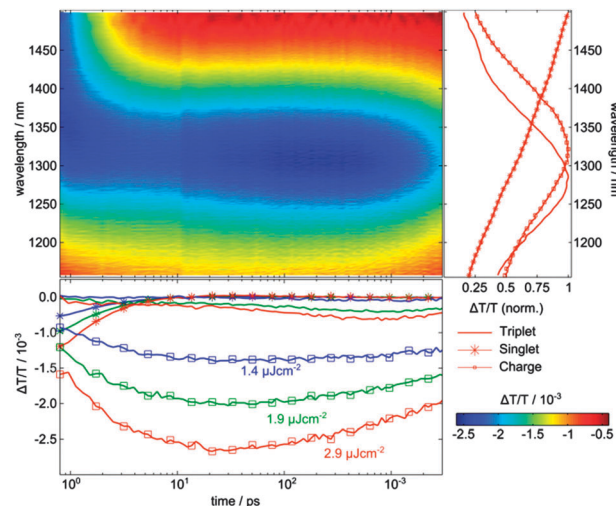 1450
1400
1350
1300
1250
1200
wavelength / nm
1450
1400
1350
1300
1250
1200
wavelength / nm
0.25 0.5 0.75 1
ΔT/T (norm.)
Triplet
Singlet
Charge
ΔT/T / 10⁻³
-2.5 -2 -1.5 -1 -0.5
0.0
-0.5
-1.0
-1.5
-2.0
-2.5
ΔT/T / 10⁻³
1.4 µJcm⁻²
1.9 µJcm⁻²
2.9 µJcm⁻²
10⁰ 10¹ 10² 10⁻³
time / ps